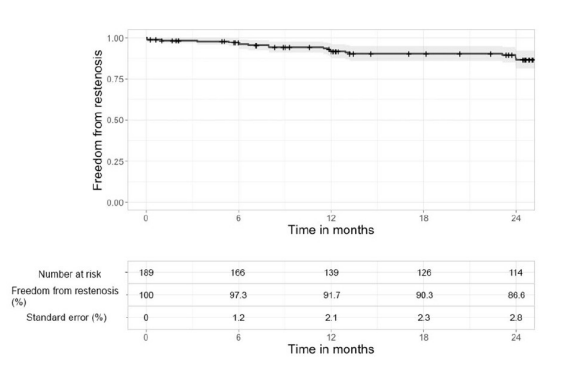 1.00
0.75
0.50
0.25
0.00
Freedom from restenosis
0 6 12 18 24
Time in months
Number at risk 189 166 139 126 114
Freedom from restenosis
(%) 100 97.3 91.7 90.3 86.6
Standard error (%) 0 1.2 2.1 2.3 2.8
0 6 12 18 24
Time in months